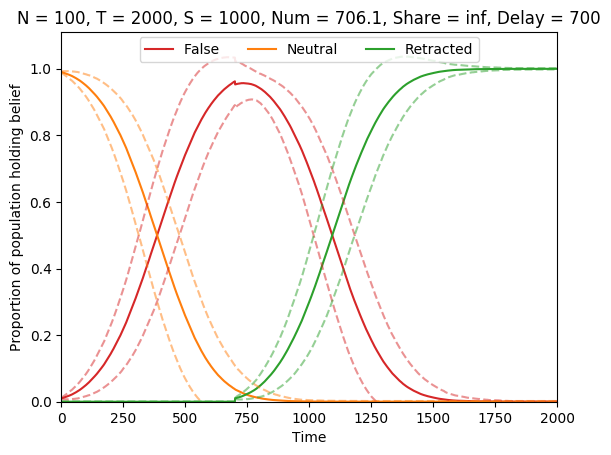 N = 100, T = 2000, S = 1000, Num = 706.1, Share = inf, Delay = 700
False Neutral Retracted
Proportion of population holding belief
1.0
0.8
0.6
0.4
0.2
0.0
0 250 500 750 1000 1250 1500 1750 2000
Time